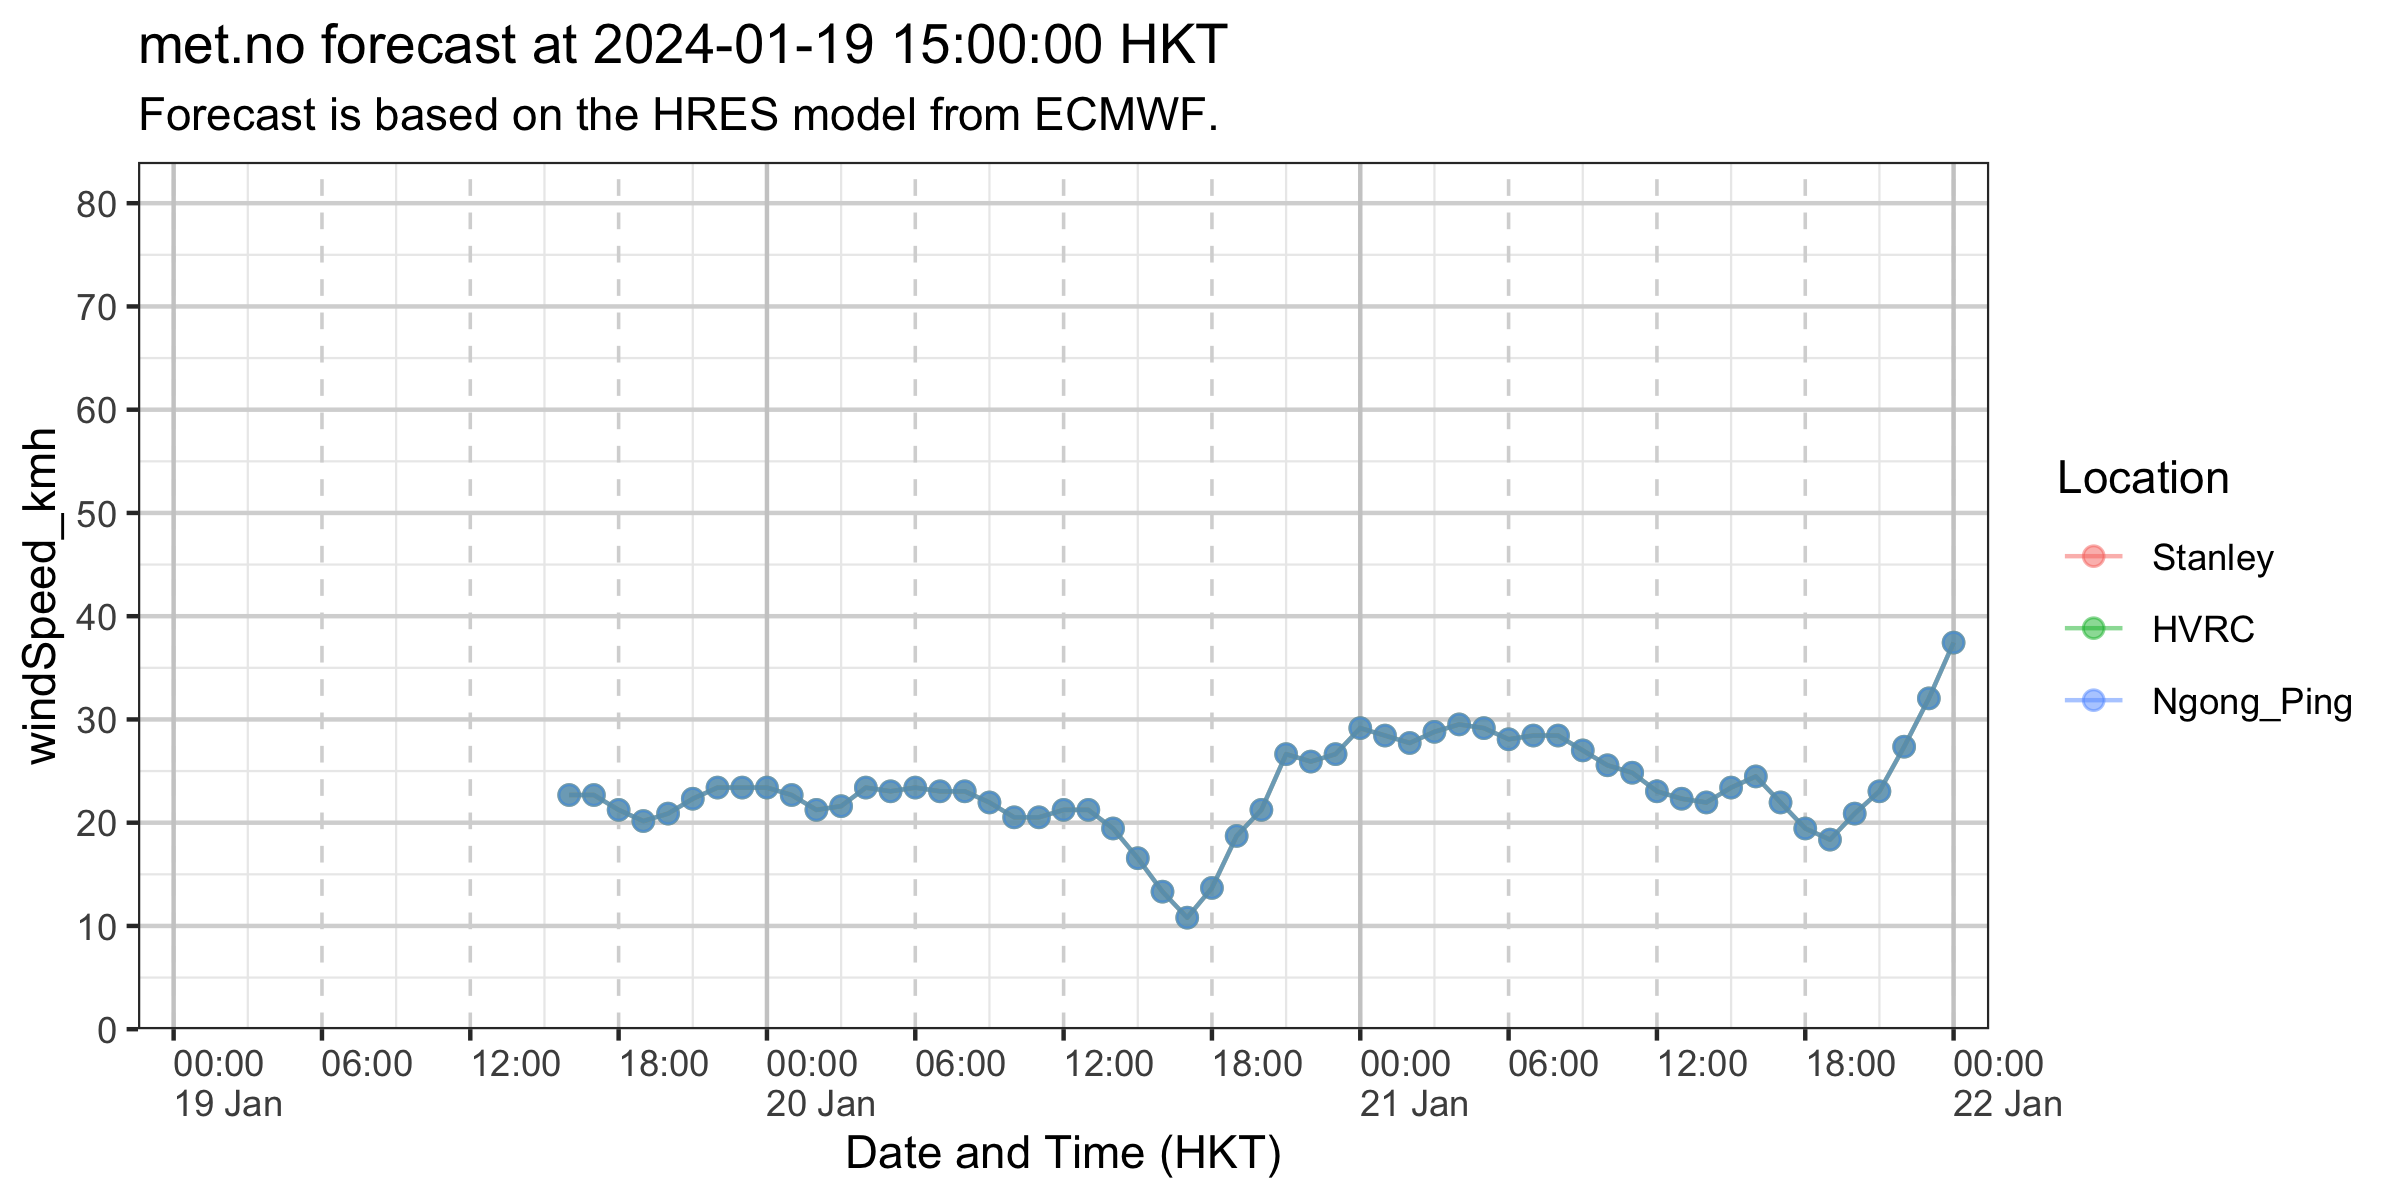 met.no forecast at 2024-01-19 15:00:00 HKT
Forecast is based on the HRES model from ECMWF.
windSpeed_kmh
80
70
60
50
40
30
20
10
0
00:00 06:00 12:00 18:00 00:00 06:00 12:00 18:00 00:00 06:00 12:00 18:00 00:00
19 Jan 20 Jan 21 Jan 22 Jan
Date and Time (HKT)
Location
Stanley
HVRC
Ngong_Ping